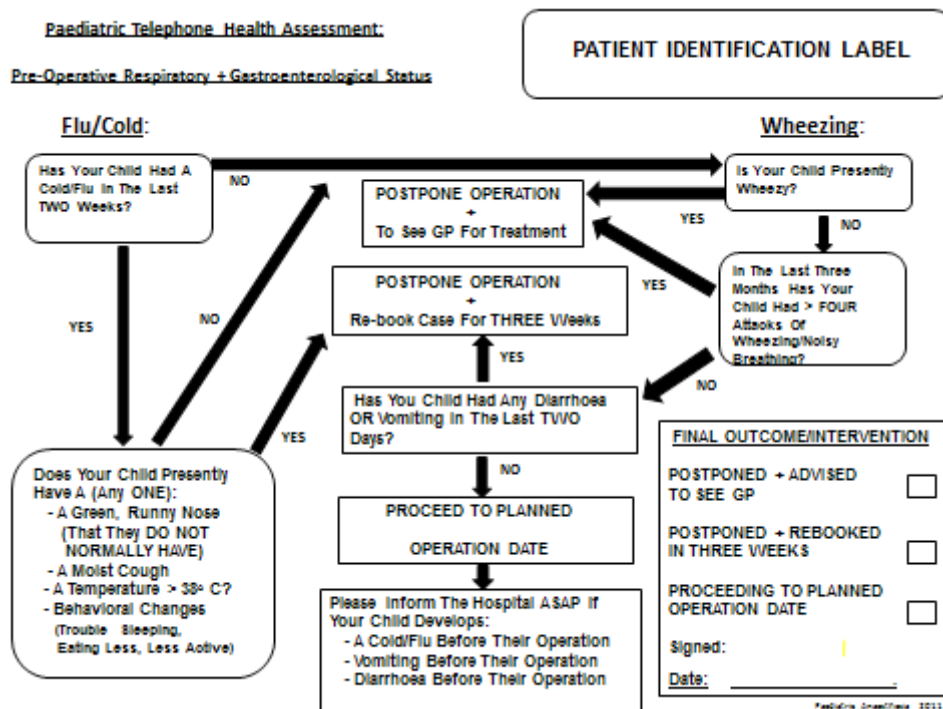 Paediatric Telephone Health Assessment:
Pre-Operative Respiratory + Gastroenterological Status
PATIENT IDENTIFICATION LABEL
Flu/Cold:
Wheezing:
Has Your Child Had A
Cold/Flu In The Last
TWO Weeks?
NO
Is Your Child Presently
Wheezy?
POSTPONE OPERATION
+
To See GP For Treatment
YES
NO
In The Last Three
Months Has Your
Child Had > FOUR
Attacks Of
Wheezing/Noisy
Breathing?
YES
NO
YES
NO
POSTPONE OPERATION
+
Re-book Case For THREE Weeks
YES
YES
Has You Child Had Any Diarrhoea
OR Vomiting In The Last TWO
Days?
NO
Does Your Child Presently
Have A (Any ONE):
- A Green, Runny Nose
(That They DO NOT
NORMALLY HAVE)
- A Moist Cough
- A Temperature > 38° C?
- Behavioral Changes
(Trouble Sleeping,
Eating Less, Less Active)
PROCEED TO PLANNED
OPERATION DATE
Please Inform The Hospital ASAP If
Your Child Develops:
- A Cold/Flu Before Their Operation
- Vomiting Before Their Operation
- Diarrhoea Before Their Operation
FINAL OUTCOME/INTERVENTION
POSTPONED + ADVISED
TO SEE GP
POSTPONED + REBOOKED
IN THREE WEEKS
PROCEEDING TO PLANNED
OPERATION DATE
Signed:
Date:
Paediatric Anaesthesia 2011